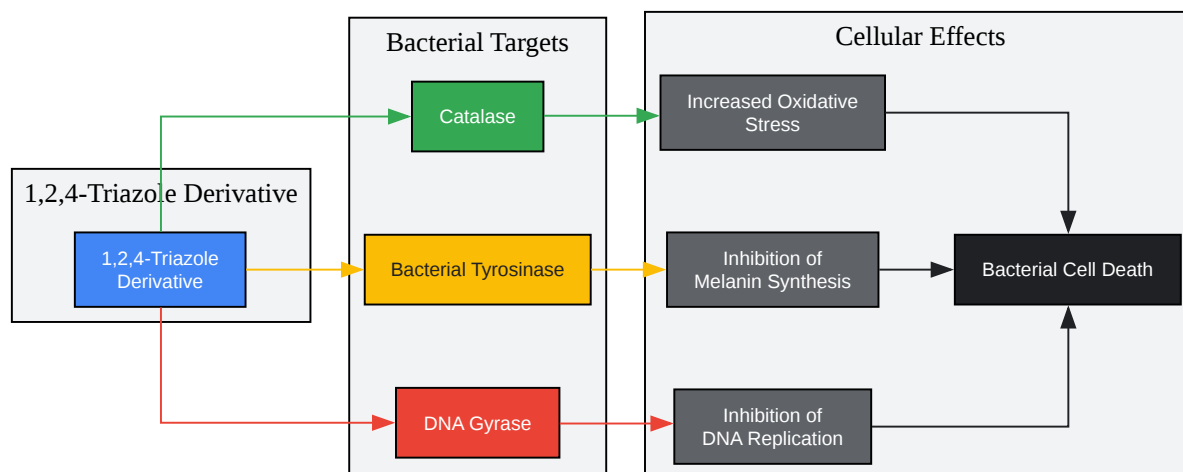 1,2,4-Triazole Derivative
1,2,4-Triazole
Derivative
Bacterial Targets
Catalase
Bacterial Tyrosinase
DNA Gyrase
Cellular Effects
Increased Oxidative
Stress
Inhibition of
Melanin Synthesis
Inhibition of
DNA Replication
Bacterial Cell Death